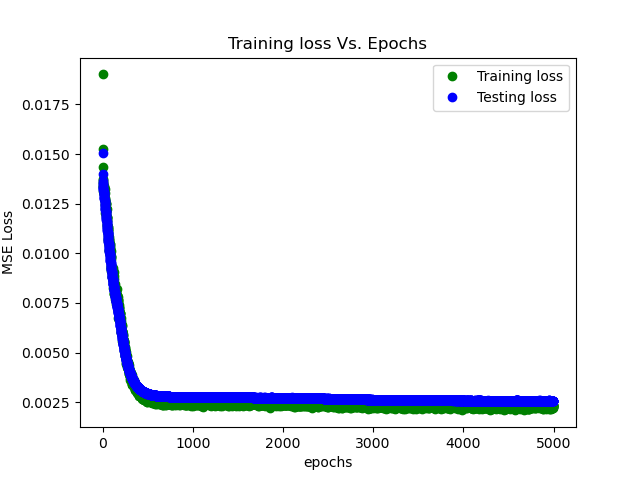 Training loss Vs. Epochs
Training loss
Testing loss
MSE Loss
0.0175
0.0150
0.0125
0.0100
0.0075
0.0050
0.0025
0 1000 2000 3000 4000 5000
epochs